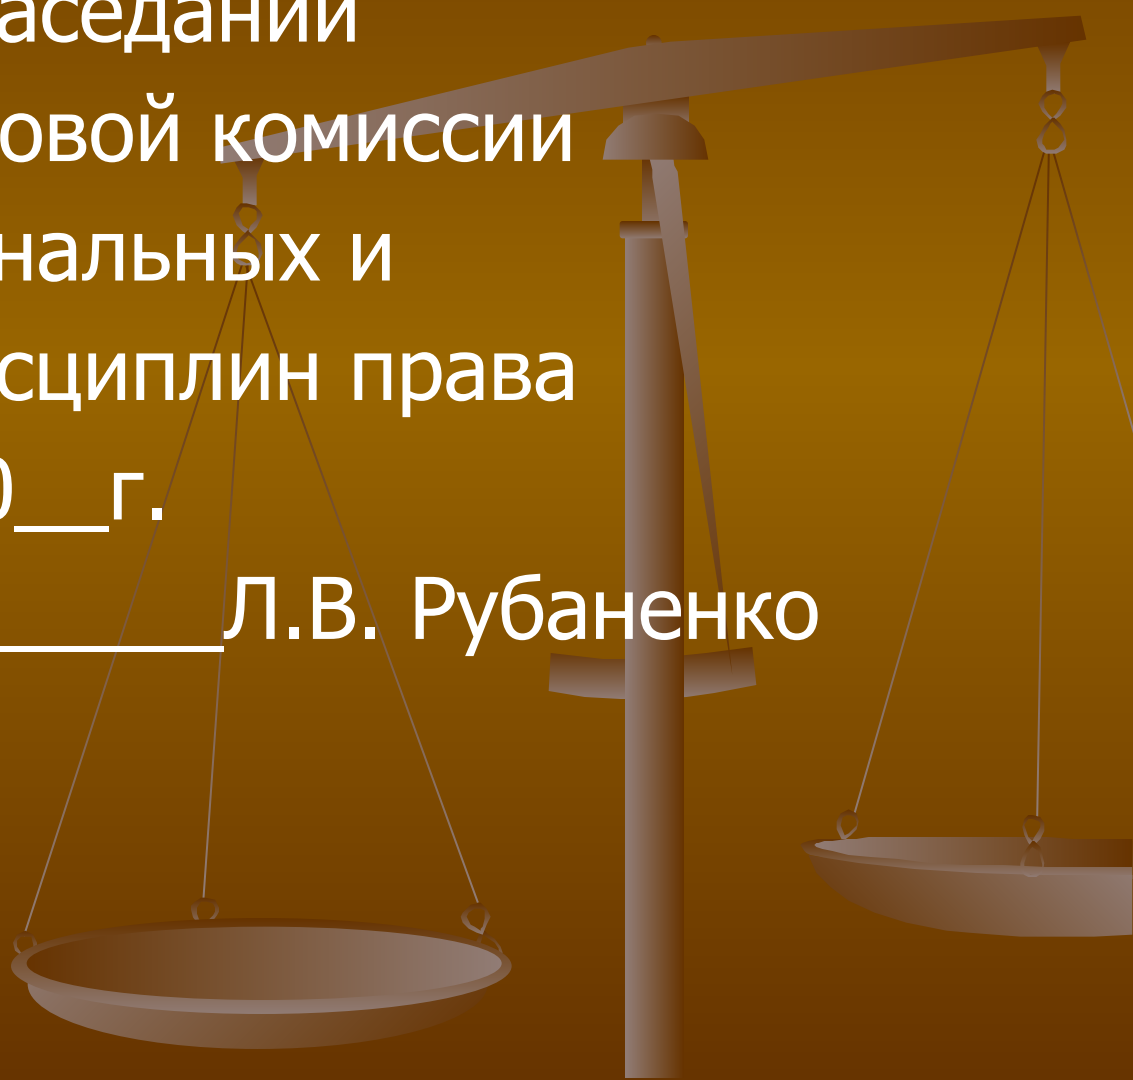 аседании
овой комиссии
нальных и
сциплин права
0__г.
______Л.В. Рубаненко